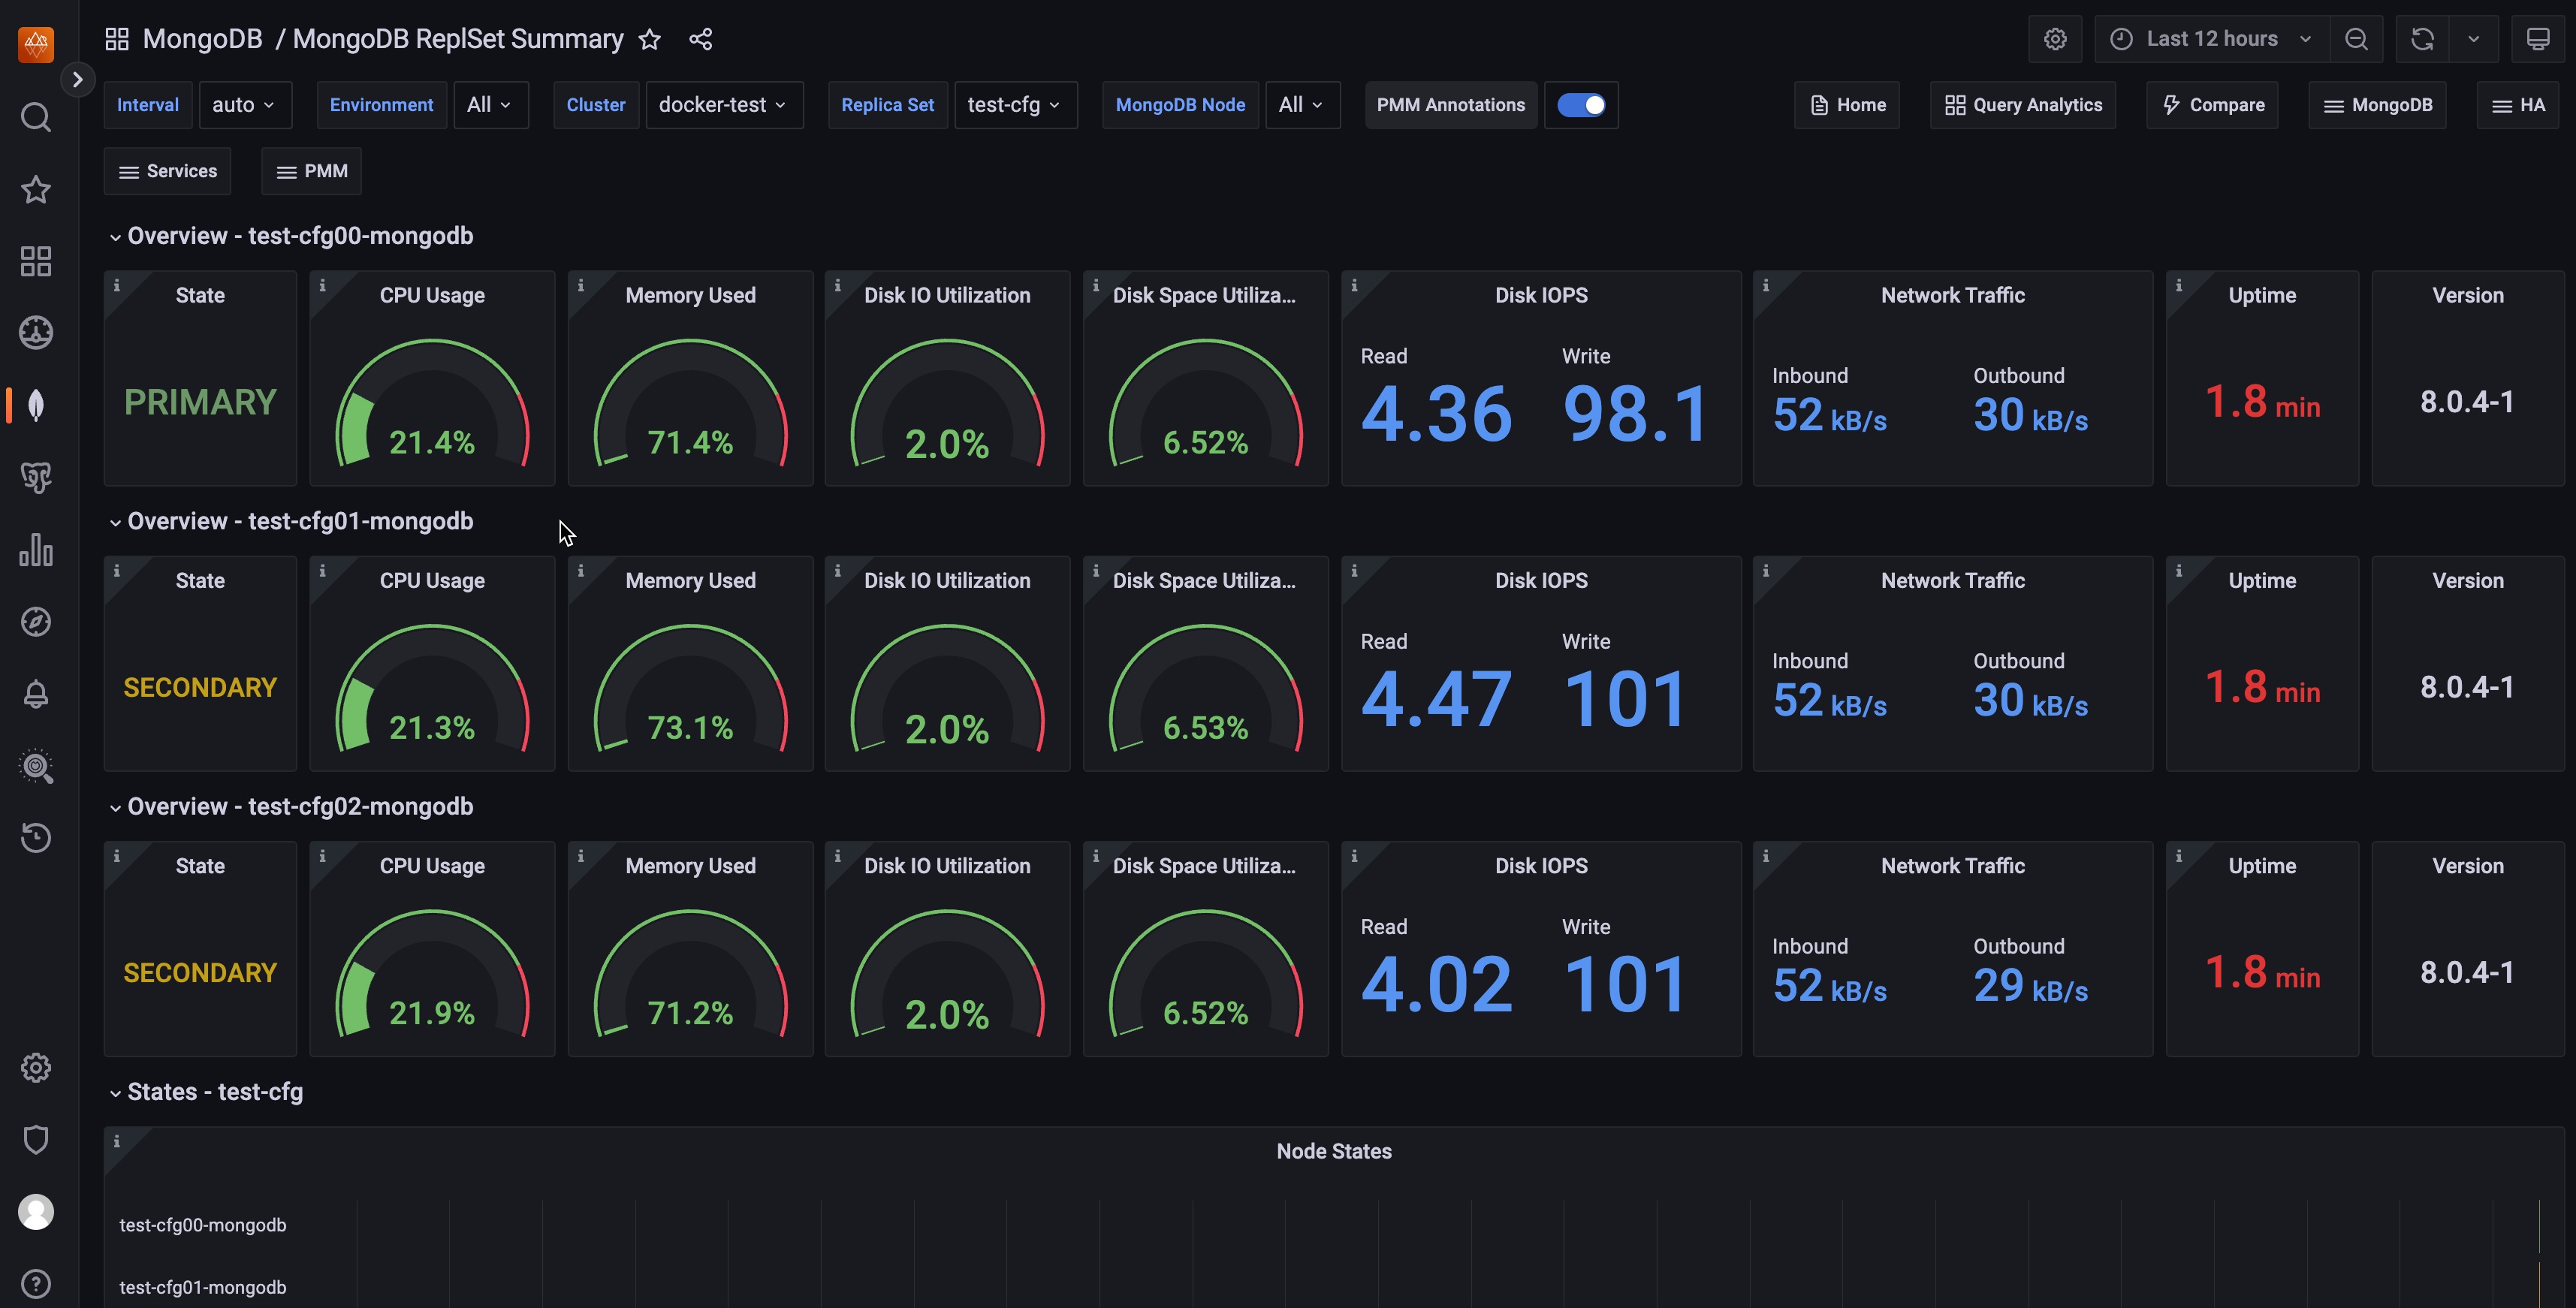 MongoDB / MongoDB ReplSet Summary
Last 12 hours
Interval auto Environment All Cluster docker-test Replica Set test-cfg MongoDB Node All PMM Annotations Home Query Analytics Compare MongoDB HA
Services PMM
Overview - test-cfg00-mongodb
State CPU Usage Memory Used Disk IO Utilization Disk Space Utiliza... Disk IOPS Network Traffic Uptime Version
Read Write
Inbound Outbound
PRIMARY 21.4% 71.4% 2.0% 6.52% 4.36 98.1 52 kB/s 30 kB/s 1.8 min 8.0.4-1
Overview - test-cfg01-mongodb
State CPU Usage Memory Used Disk IO Utilization Disk Space Utiliza... Disk IOPS Network Traffic Uptime Version
Read Write
Inbound Outbound
SECONDARY 21.3% 73.1% 2.0% 6.53% 4.47 101 52 kB/s 30 kB/s 1.8 min 8.0.4-1
Overview - test-cfg02-mongodb
State CPU Usage Memory Used Disk IO Utilization Disk Space Utiliza... Disk IOPS Network Traffic Uptime Version
Read Write
Inbound Outbound
SECONDARY 21.9% 71.2% 2.0% 6.52% 4.02 101 52 kB/s 29 kB/s 1.8 min 8.0.4-1
States - test-cfg
Node States
test-cfg00-mongodb
test-cfg01-mongodb